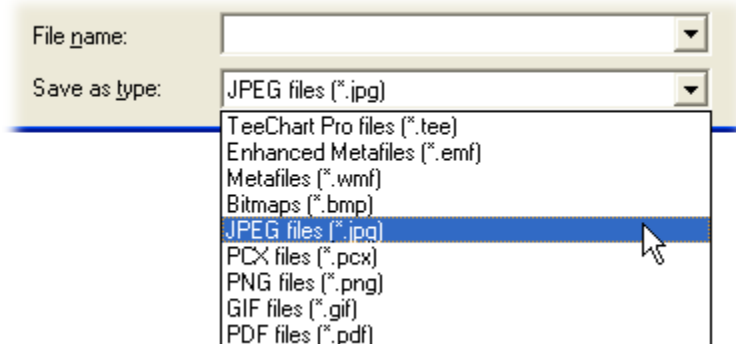 File name:
Save as type:
JPEG files (*.jpg)
TeeChart Pro files (*.tee)
Enhanced Metafiles (*.emf)
Metafiles (*.wmf)
Bitmaps (*.bmp)
JPEG files (*.jpg)
PCX files (*.pcx)
PNG files (*.png)
GIF files (*.gif)
PDF files (*.pdf)